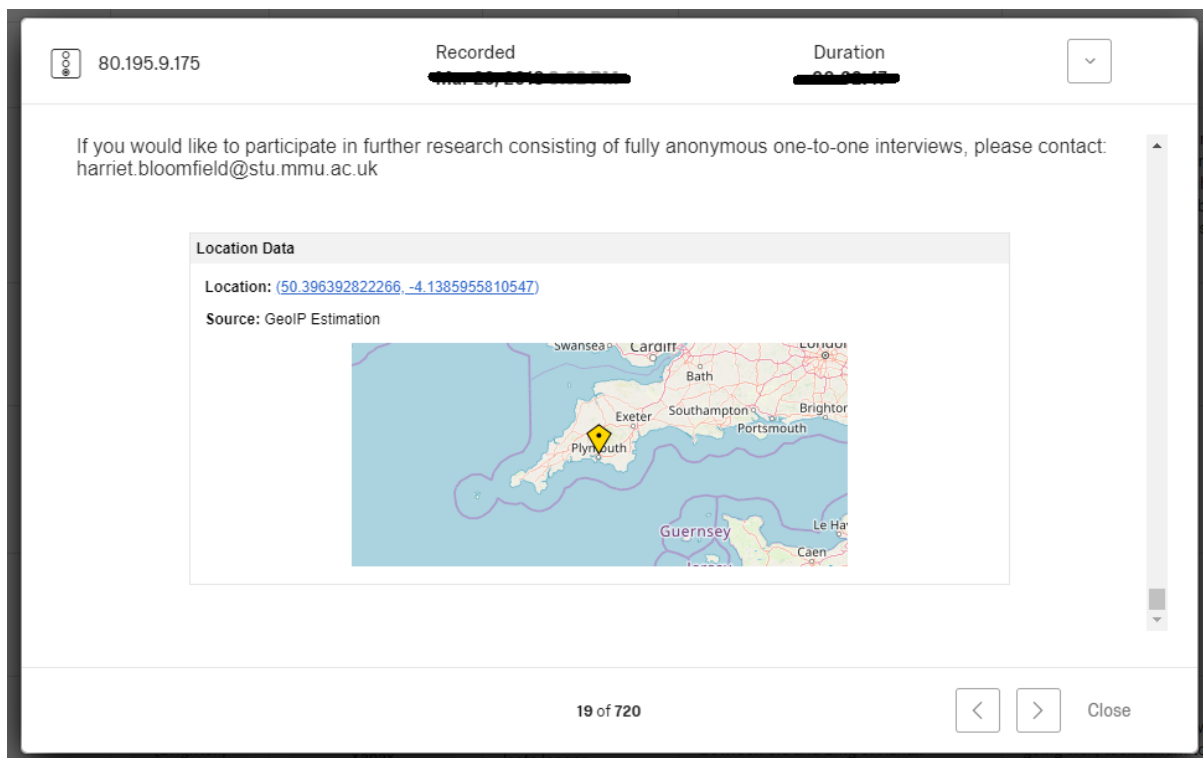 80.195.9.175
Recorded
Duration
If you would like to participate in further research consisting of fully anonymous one-to-one interviews, please contact:
harriet.bloomfield@stu.mmu.ac.uk
Location Data
Location: (50.396392822266, -4.1385955810547)
Source: GeoIP Estimation
Swansea
Cardiff
London
Bath
Exeter
Southampton
Brighton
Portsmouth
Plymouth
Guernsey
Le Ha
Caen
19 of 720
Close